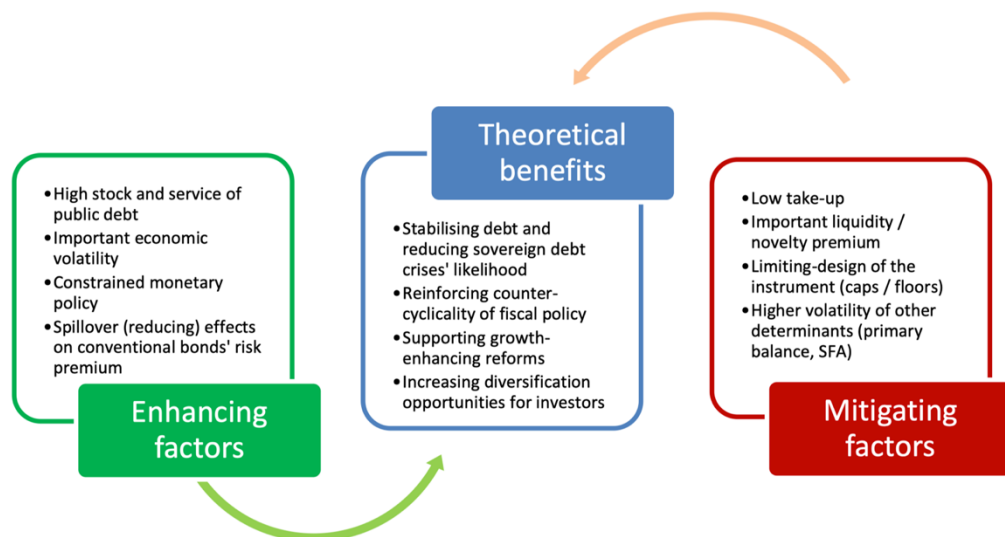 •High stock and service of
public debt
•Important economic
volatility
•Constrained monetary
policy
•Spillover (reducing) effects
on conventional bonds' risk
premium
Enhancing
factors
Theoretical
benefits
•Stabilising debt and
reducing sovereign debt
crises' likelihood
•Reinforcing counter-
cyclicality of fiscal policy
•Supporting growth-
enhancing reforms
•Increasing diversification
opportunities for investors
•Low take-up
•Important liquidity /
novelty premium
•Limiting-design of the
instrument (caps / floors)
•Higher volatility of other
determinants (primary
balance, SFA)
Mitigating
factors